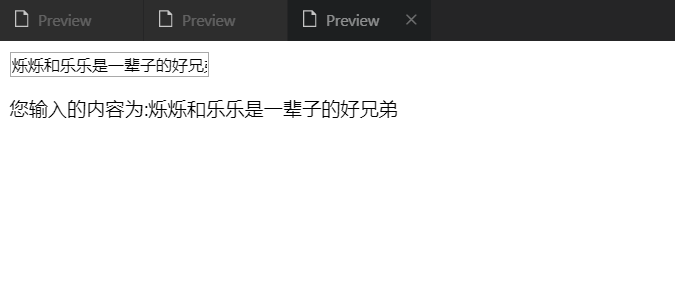 Preview Preview Preview
烁烁和乐乐是一辈子的好兄
您输入的内容为:烁烁和乐乐是一辈子的好兄弟